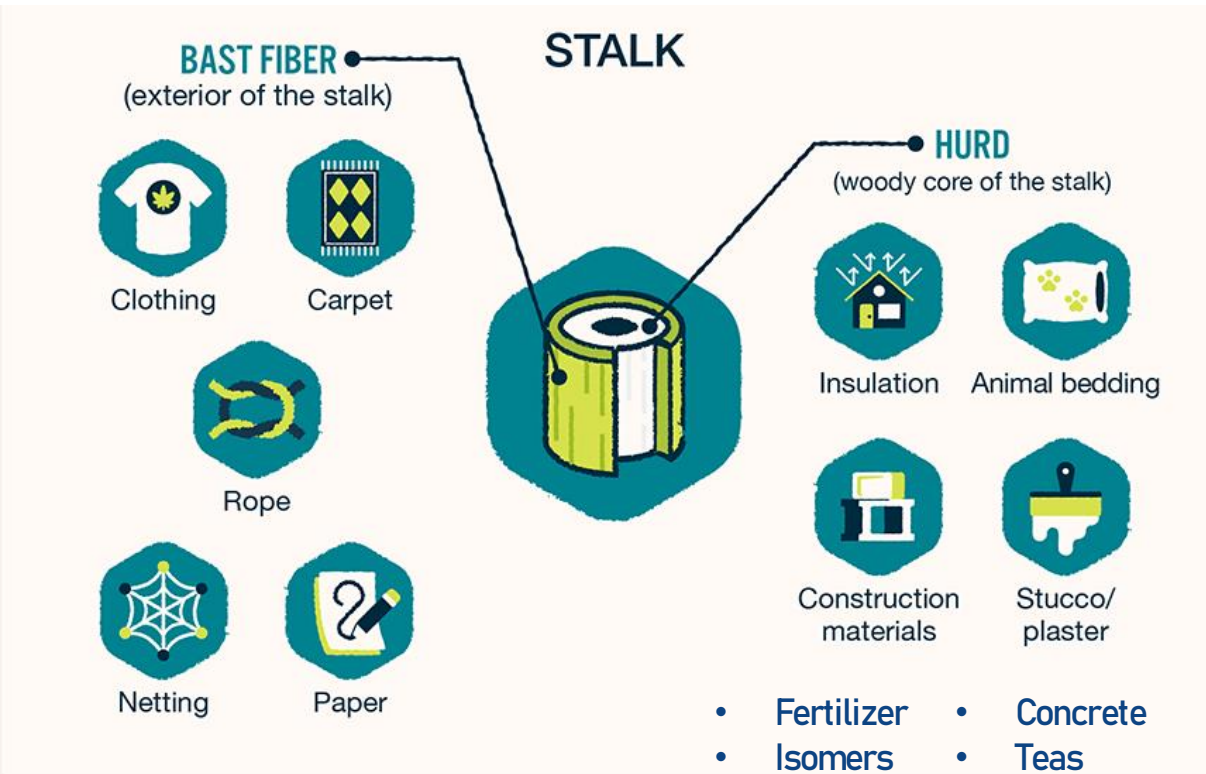 STALK
BAST FIBER
(exterior of the stalk)
Clothing
Carpet
Rope
Netting
Paper
HURD
(woody core of the stalk)
Insulation
Animal bedding
Construction
materials
Stucco/
plaster
• Fertilizer
• Isomers
• Concrete
• Teas